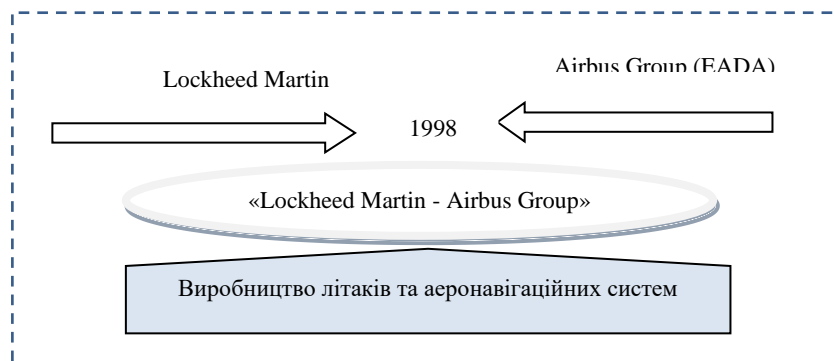 Lockheed Martin
Airbus Group (EADA)
1998
«Lockheed Martin - Airbus Group»
Виробництво літаків та аеронавігаційних систем